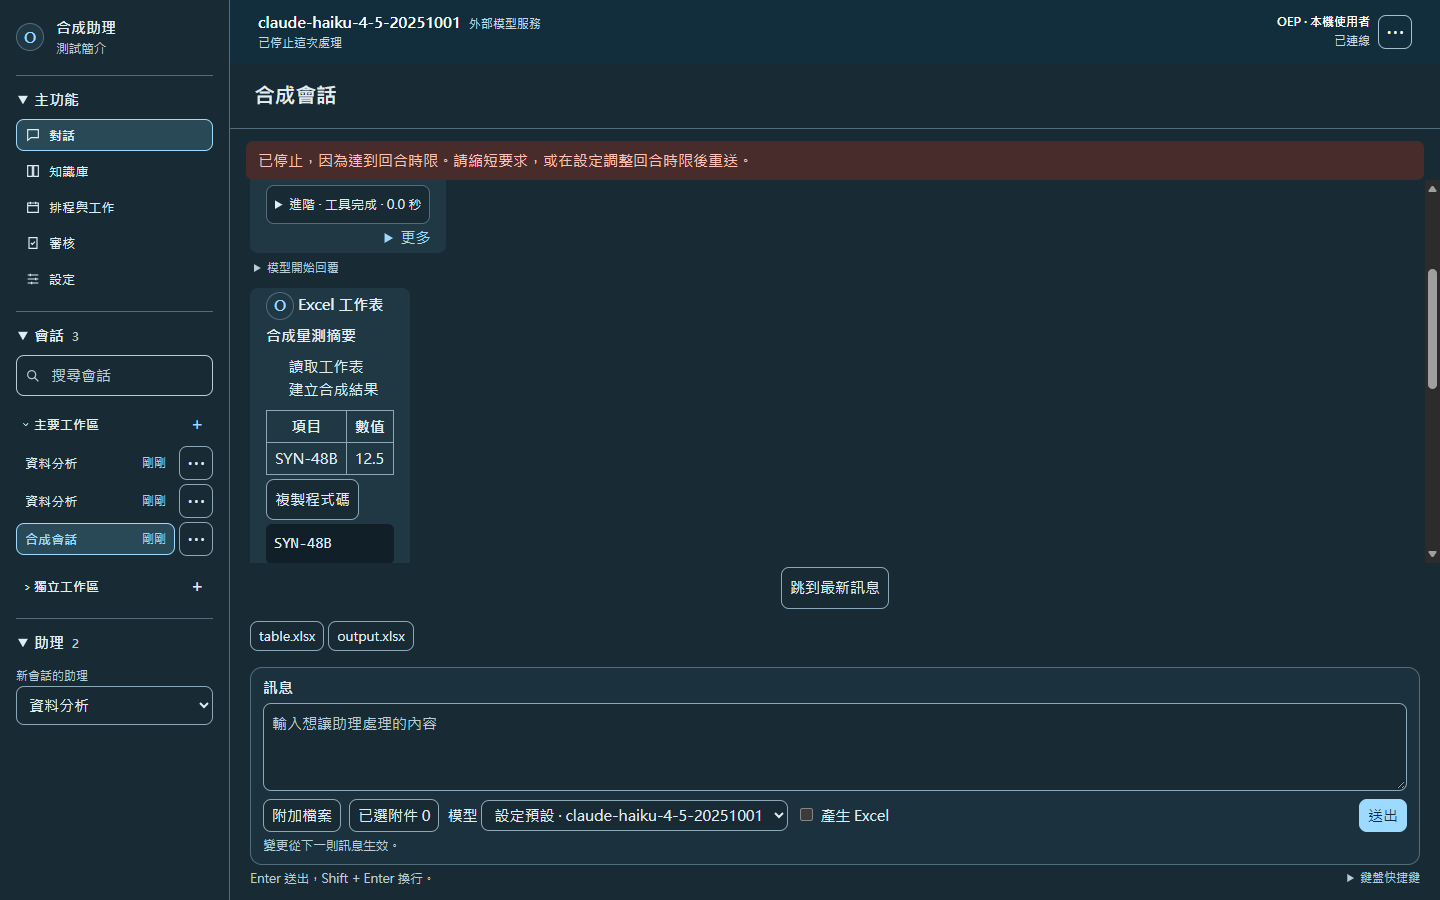 O 合成助理
測試簡介
▼ 主功能
對話
知識庫
排程與工作
審核
設定
▼ 會話 3
搜尋會話
主要工作區 +
資料分析 剛剛 ...
資料分析 剛剛 ...
合成會話 剛剛 ...
獨立工作區 +
▼ 助理 2
新會話的助理
資料分析
claude-haiku-4-5-20251001 外部模型服務
已停止這次處理
OEP · 本機使用者
已連線
...
合成會話
已停止，因為達到回合時限。請縮短要求，或在設定調整回合時限後重送。
▶ 進階 · 工具完成 · 0.0 秒
▶ 更多
▶ 模型開始回覆
O Excel 工作表
合成量測摘要
讀取工作表
建立合成結果
項目 數值
SYN-48B 12.5
複製程式碼
SYN-48B
跳到最新訊息
table.xlsx output.xlsx
訊息
輸入想讓助理處理的內容
附加檔案 已選附件 0 模型 設定預設 · claude-haiku-4-5-20251001 產生 Excel 送出
變更從下一則訊息生效。
Enter 送出，Shift + Enter 換行。
▶ 鍵盤快捷鍵